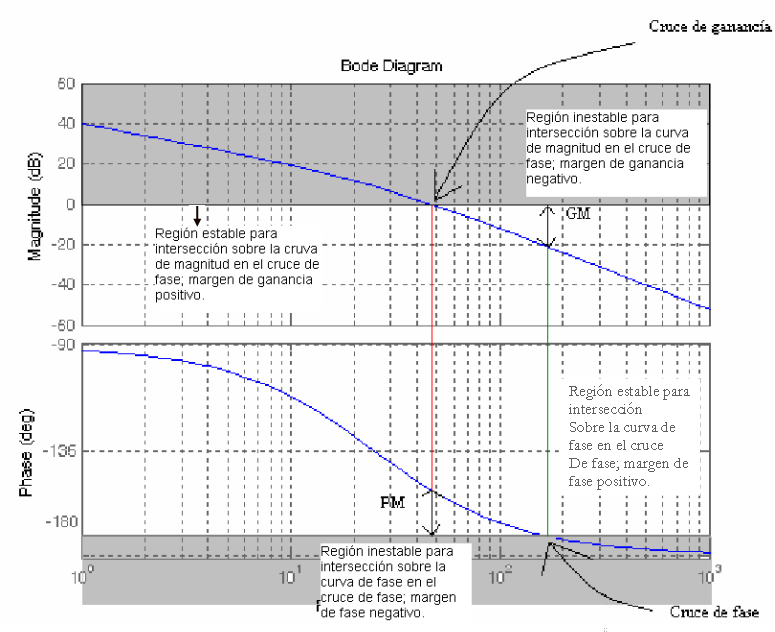 Cruce de ganancía
Bode Diagram
60
40
20
0
-20
-40
-60
Magnitude (dB)
Región inestable para
intersección sobre la curva
de magnitud en el cruce de
fase; margen de ganancia
negativo.
GM
Región estable para
intersección sobre la cruva
de magnitud en el cruce de
fase; margen de ganancia
positivo.
-90
-135
-180
Phase (deg)
Región estable para
intersección
Sobre la curva de
fase en el cruce
De fase; margen de
fase positivo.
PM
Región inestable para
intersección sobre la
curva de fase en el
cruce de fase; margen
de fase negativo.
10^0
10^1
10^2
10^3
Cruce de fase